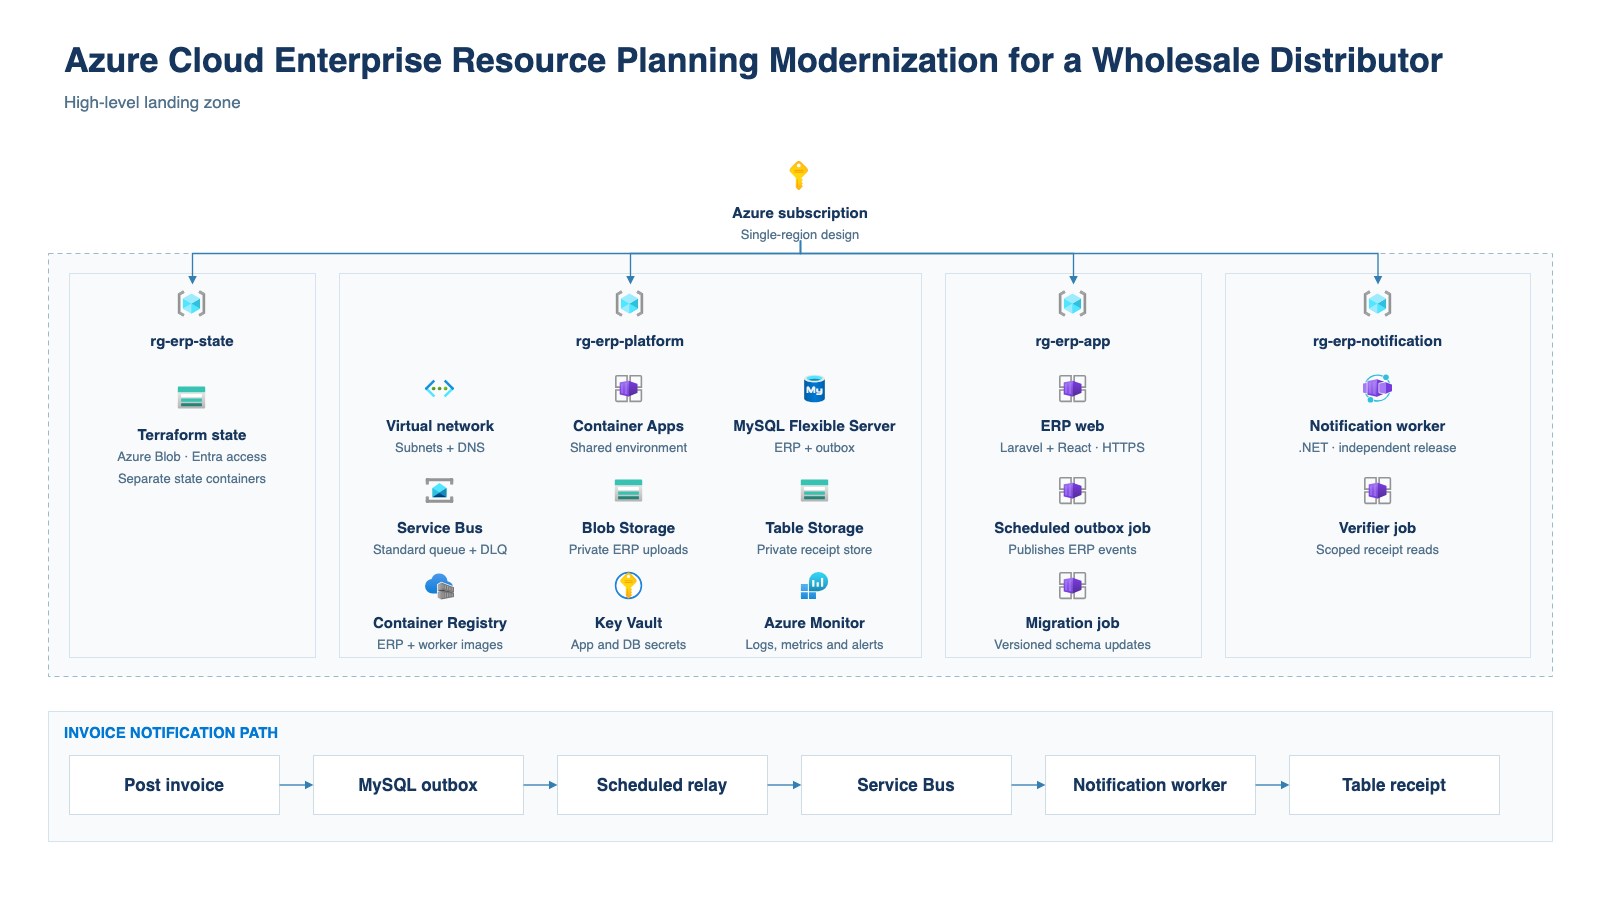 Azure Cloud Enterprise Resource Planning Modernization for a Wholesale Distributor
High-level landing zone
Azure subscription
Single-region design
rg-erp-state
Terraform state
Azure Blob · Entra access
Separate state containers
rg-erp-platform
Virtual network
Subnets + DNS
Container Apps
Shared environment
My
MySQL Flexible Server
ERP + outbox
Service Bus
Standard queue + DLQ
Blob Storage
Private ERP uploads
Table Storage
Private receipt store
Container Registry
ERP + worker images
Key Vault
App and DB secrets
Azure Monitor
Logs, metrics and alerts
rg-erp-app
ERP web
Laravel + React · HTTPS
Scheduled outbox job
Publishes ERP events
Migration job
Versioned schema updates
rg-erp-notification
Notification worker
.NET · independent release
Verifier job
Scoped receipt reads
INVOICE NOTIFICATION PATH
Post invoice
MySQL outbox
Scheduled relay
Service Bus
Notification worker
Table receipt